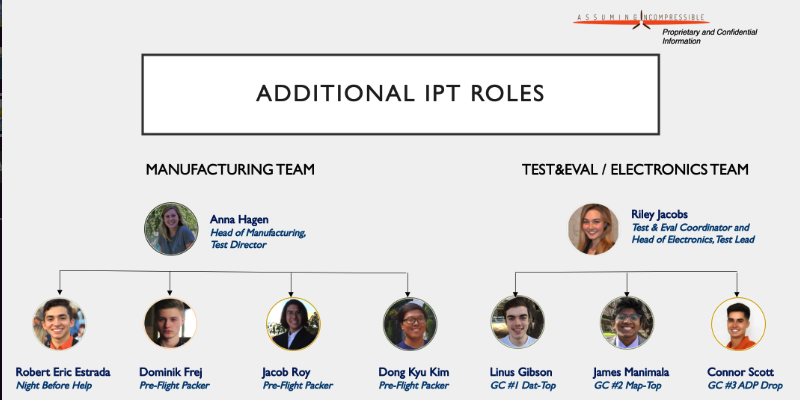 ASSUMING INCOMPRESSIBLE
Proprietary and Confidential
Information
ADDITIONAL IPT ROLES
MANUFACTURING TEAM
TEST&EVAL / ELECTRONICS TEAM
Anna Hagen
Head of Manufacturing,
Test Director
Riley Jacobs
Test & Eval Coordinator and
Head of Electronics, Test Lead
Robert Eric Estrada
Night Before Help
Dominik Frej
Pre-Flight Packer
Jacob Roy
Pre-Flight Packer
Dong Kyu Kim
Pre-Flight Packer
Linus Gibson
GC #1 Dat-Top
James Manimala
GC #2 Map-Top
Connor Scott
GC #3 ADP Drop